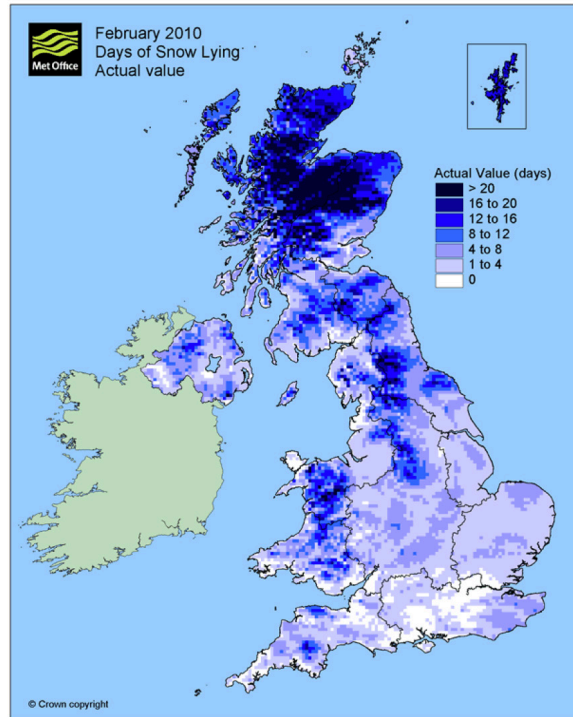 Met Office
February 2010
Days of Snow Lying
Actual value
Actual Value (days)
> 20
16 to 20
12 to 16
8 to 12
4 to 8
1 to 4
0
© Crown copyright